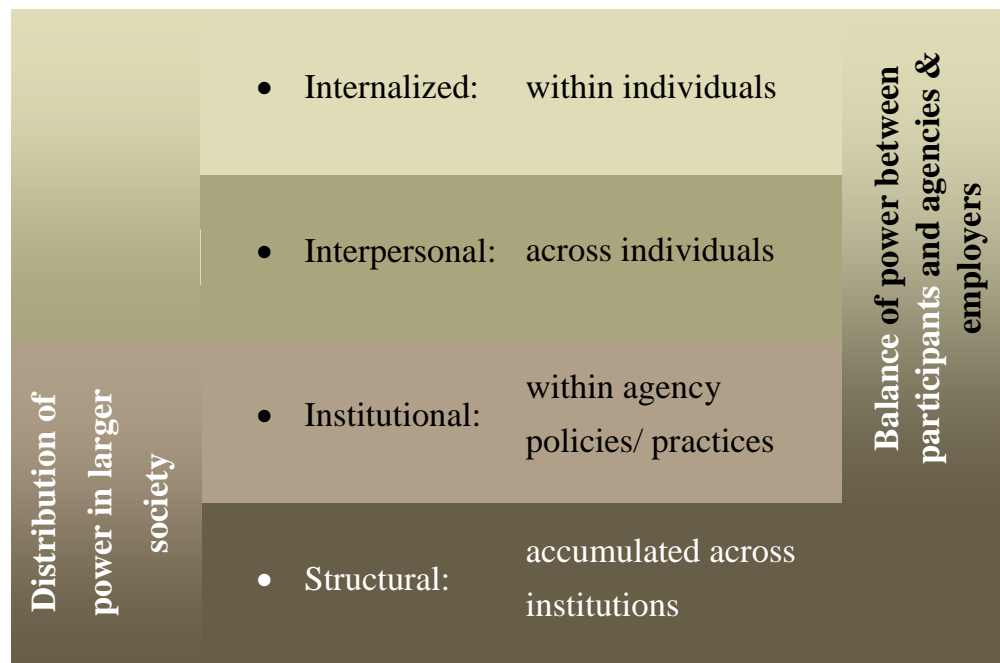 Distribution of
power in larger
society
• Internalized: within individuals
• Interpersonal: across individuals
• Institutional: within agency
policies/ practices
• Structural: accumulated across
institutions
Balance of power between
participants and agencies &
employers